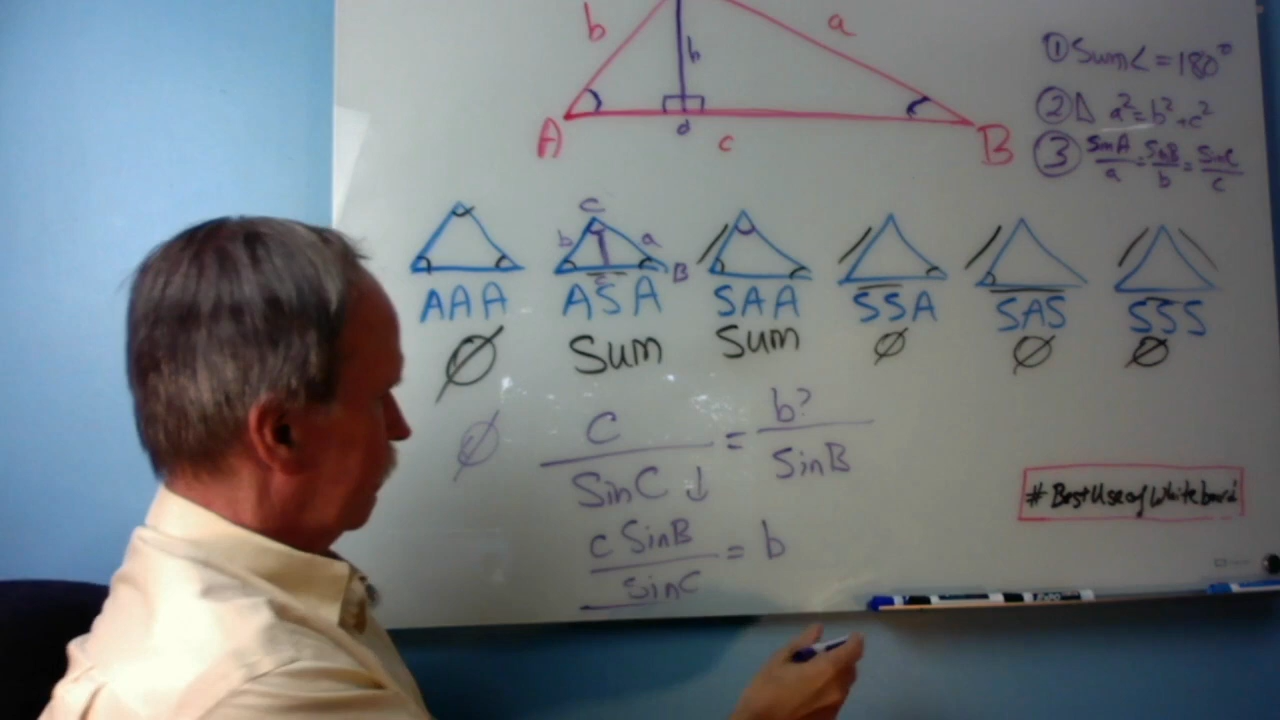 b
a
h
A
d
c
B
① Sum∠ = 180°
② △ a² = b² + c²
③ SinA/a = SinB/b = SinC/c
C
b a
c B
AAA ASA SAA SSA SAS SSS
∅ Sum Sum ∅ ∅ ∅
∅
C/SinC ↓ = b?/SinB
c SinB/SinC = b
#BestUseofWhiteboard